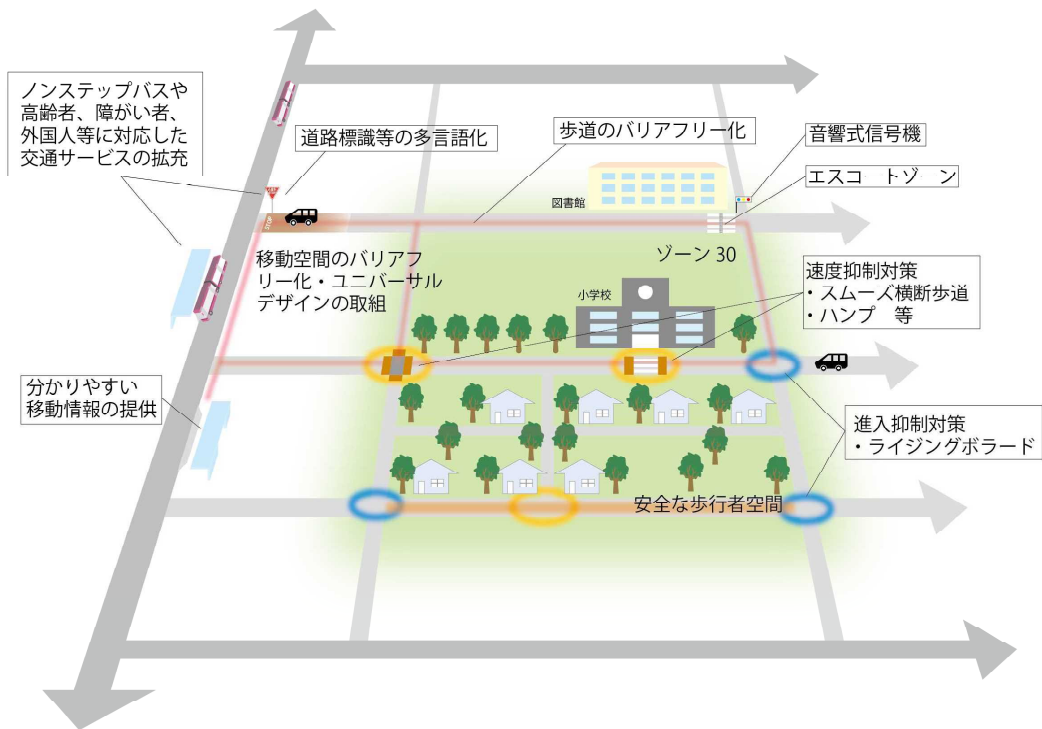 ノンステップバスや
高齢者、障がい者、
外国人等に対応した
交通サービスの拡充
道路標識等の多言語化
歩道のバリアフリー化
音響式信号機
エスコートゾーン
図書館
STOP
移動空間のバリアフ
リー化・ユニバーサル
デザインの取組
ゾーン 30
小学校
速度抑制対策
・スムーズ横断歩道
・ハンプ 等
分かりやすい
移動情報の提供
進入抑制対策
・ライジングボラード
安全な歩行者空間